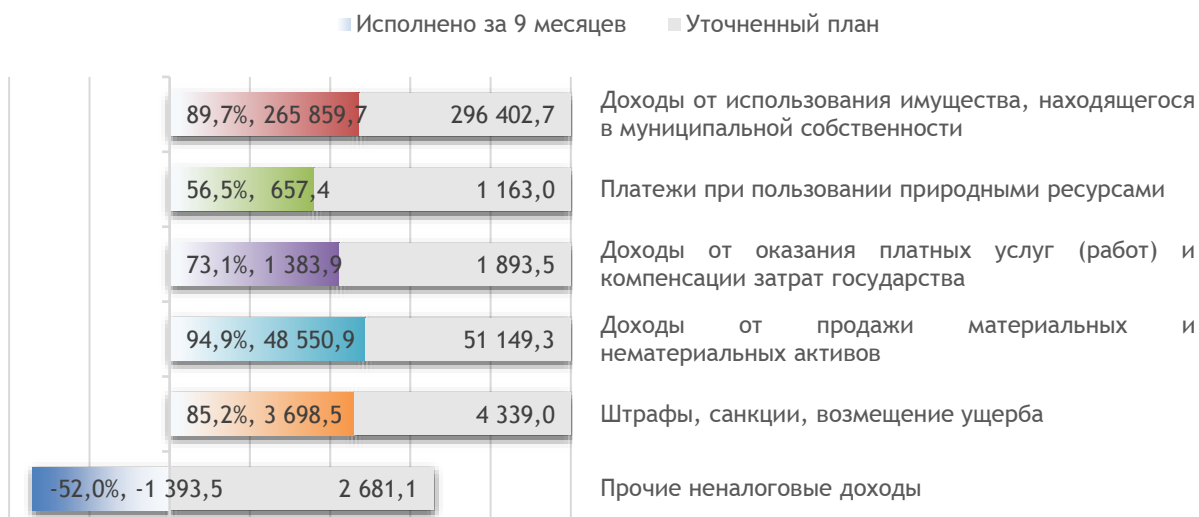 Исполнено за 9 месяцев Уточненный план
89,7%, 265 859,7 296 402,7 Доходы от использования имущества, находящегося
в муниципальной собственности
56,5%, 657,4 1 163,0 Платежи при пользовании природными ресурсами
73,1%, 1 383,9 1 893,5 Доходы от оказания платных услуг (работ) и
компенсации затрат государства
94,9%, 48 550,9 51 149,3 Доходы от продажи материальных и
нематериальных активов
85,2%, 3 698,5 4 339,0 Штрафы, санкции, возмещение ущерба
-52,0%, -1 393,5 2 681,1 Прочие неналоговые доходы